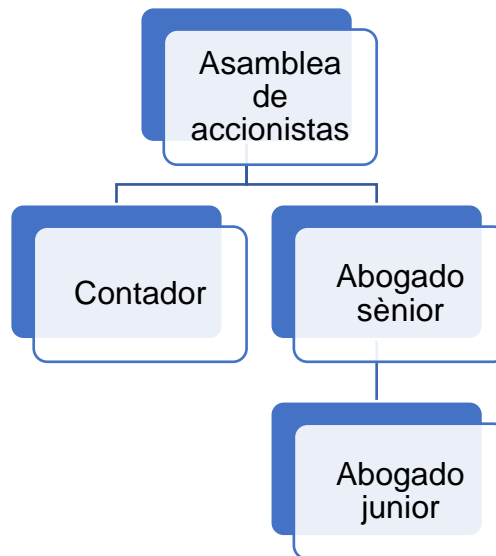 Asamblea
de
accionistas
Contador
Abogado
sènior
Abogado
junior